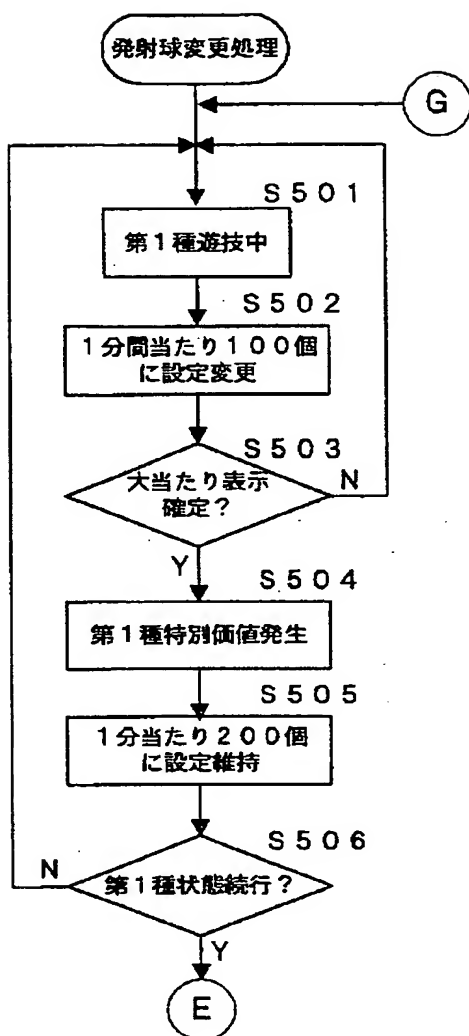 発射球変更処理
G
S501
第1種遊技中
S502
1分間当たり100個
に設定変更
S503
大当たり表示
確定？
N
Y
S504
第1種特別価値発生
S505
1分当たり200個
に設定維持
S506
N
第1種状態続行？
Y
E